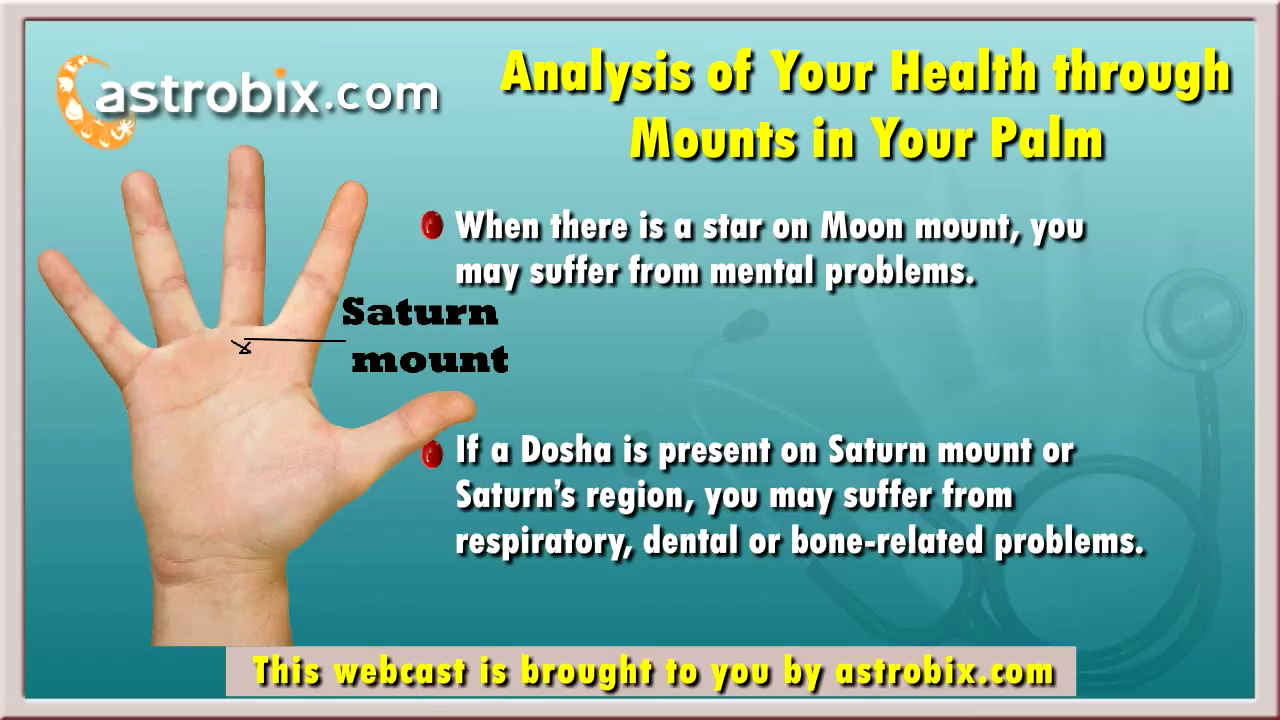 astrobix.com
Analysis of Your Health through
Mounts in Your Palm
When there is a star on Moon mount, you
may suffer from mental problems.
Saturn
mount
If a Dosha is present on Saturn mount or
Saturn's region, you may suffer from
respiratory, dental or bone-related problems.
This webcast is brought to you by astrobix.com